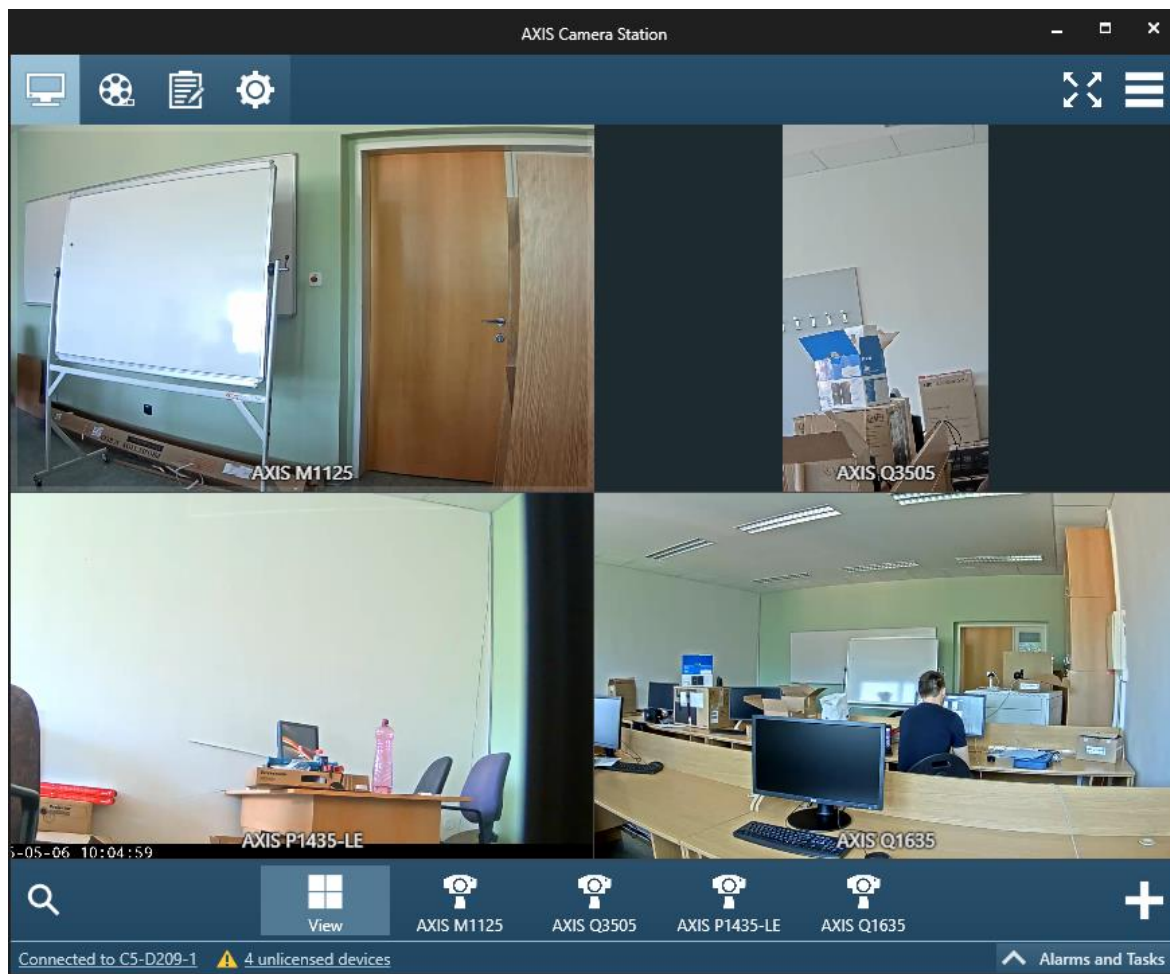 AXIS Camera Station
AXIS M1125
AXIS Q3505
AXIS P1435-LE
5-05-06 10:04:59
AXIS Q1635
View
AXIS M1125
AXIS Q3505
AXIS P1435-LE
AXIS Q1635
Connected to C5-D209-1
4 unlicensed devices
Alarms and Tasks